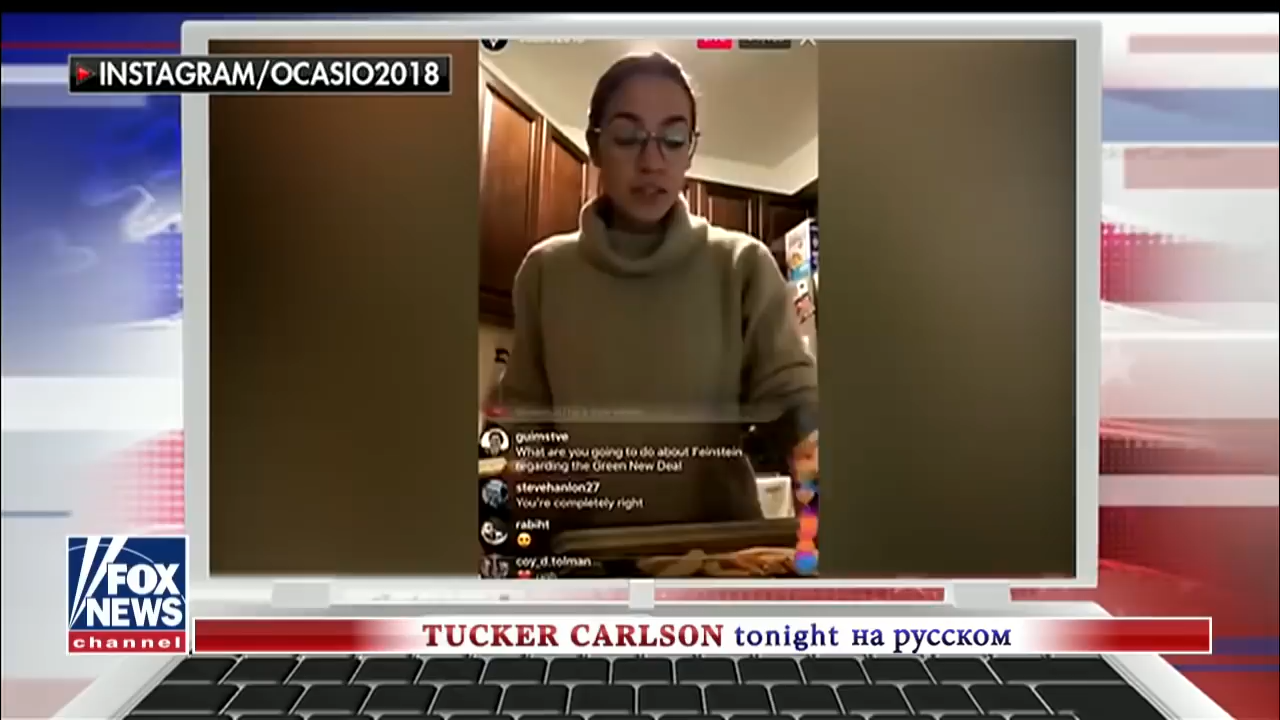 INSTAGRAM/OCASIO2018
guimstve
What are you going to do about Feinstein
regarding the Green New Deal
stevehanlon27
You're completely right
rabiht
coy_d.tolman
FOX
NEWS
channel
TUCKER CARLSON tonight на русском